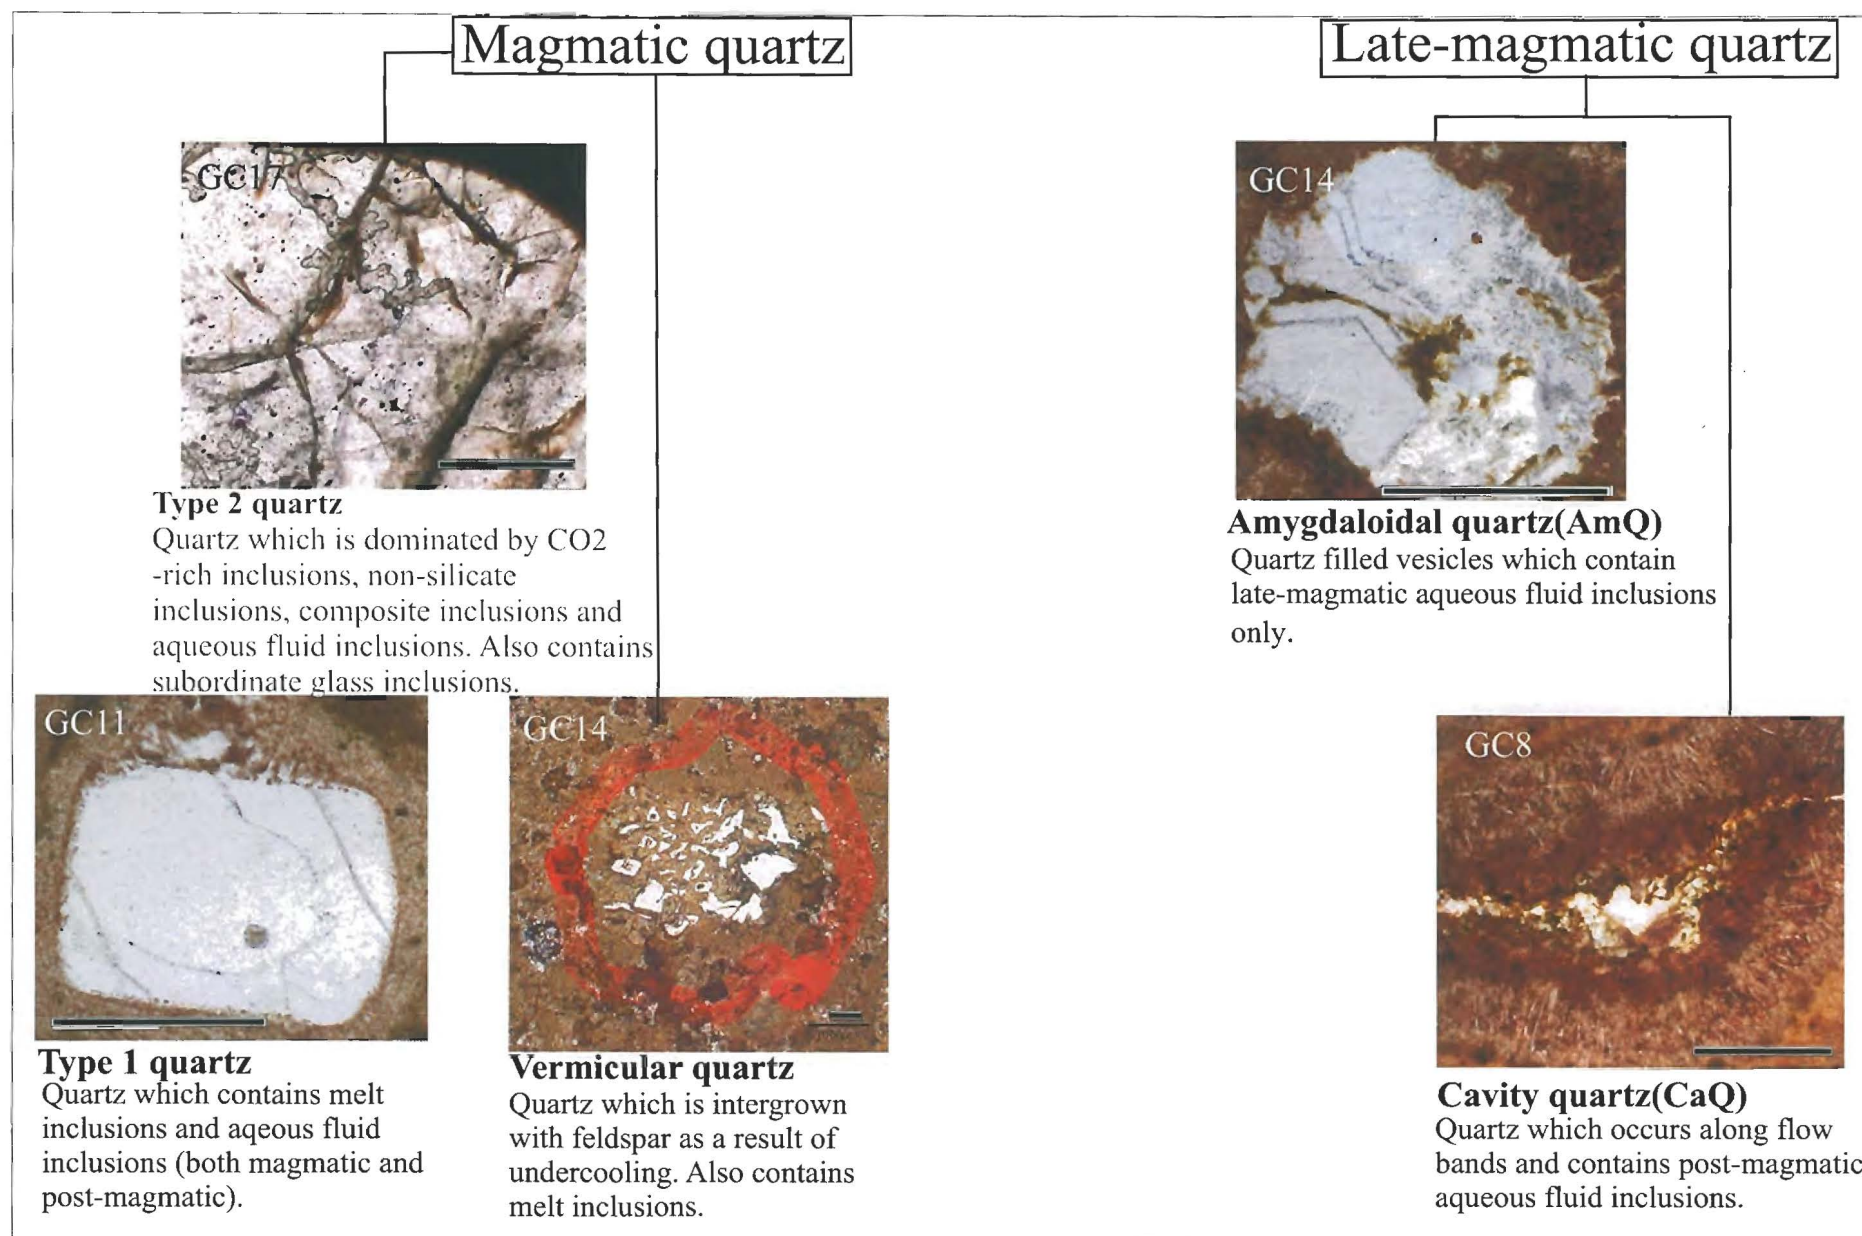 Magmatic quartz
Late-magmatic quartz
GC17
Type 2 quartz
Quartz which is dominated by CO2
-rich inclusions, non-silicate
inclusions, composite inclusions and
aqueous fluid inclusions. Also contains
subordinate glass inclusions.
GC14
Amygdaloidal quartz(AmQ)
Quartz filled vesicles which contain
late-magmatic aqueous fluid inclusions
only.
GC11
Type 1 quartz
Quartz which contains melt
inclusions and aqeous fluid
inclusions (both magmatic and
post-magmatic).
GC14
Vermicular quartz
Quartz which is intergrown
with feldspar as a result of
undercooling. Also contains
melt inclusions.
GC8
Cavity quartz(CaQ)
Quartz which occurs along flow
bands and contains post-magmatic
aqueous fluid inclusions.